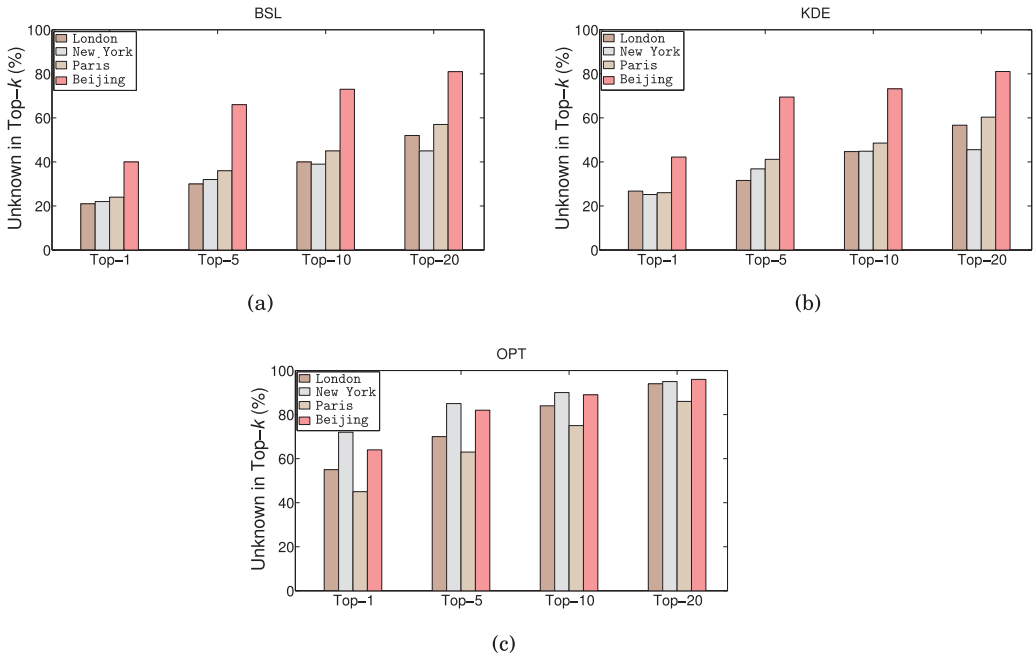 BSL
Unknown in Top-k (%)
100
80
60
40
20
0
London
New York
Paris
Beijing
Top-1
Top-5
Top-10
Top-20
(a)
KDE
Unknown in Top-k (%)
100
80
60
40
20
0
London
New York
Paris
Beijing
Top-1
Top-5
Top-10
Top-20
(b)
OPT
Unknown in Top-k (%)
100
80
60
40
20
0
London
New York
Paris
Beijing
Top-1
Top-5
Top-10
Top-20
(c)